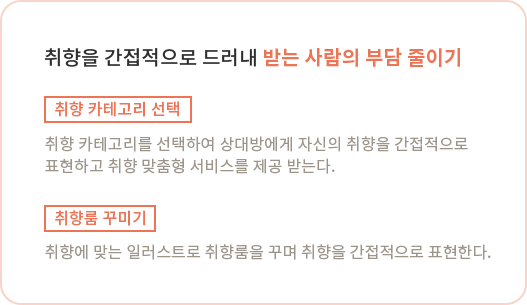 취향을 간접적으로 드러내 받는 사람의 부담 줄이기
취향 카테고리 선택
취향 카테고리를 선택하여 상대방에게 자신의 취향을 간접적으로
표현하고 취향 맞춤형 서비스를 제공 받는다.
취향룸 꾸미기
취향에 맞는 일러스트로 취향룸을 꾸며 취향을 간접적으로 표현한다.